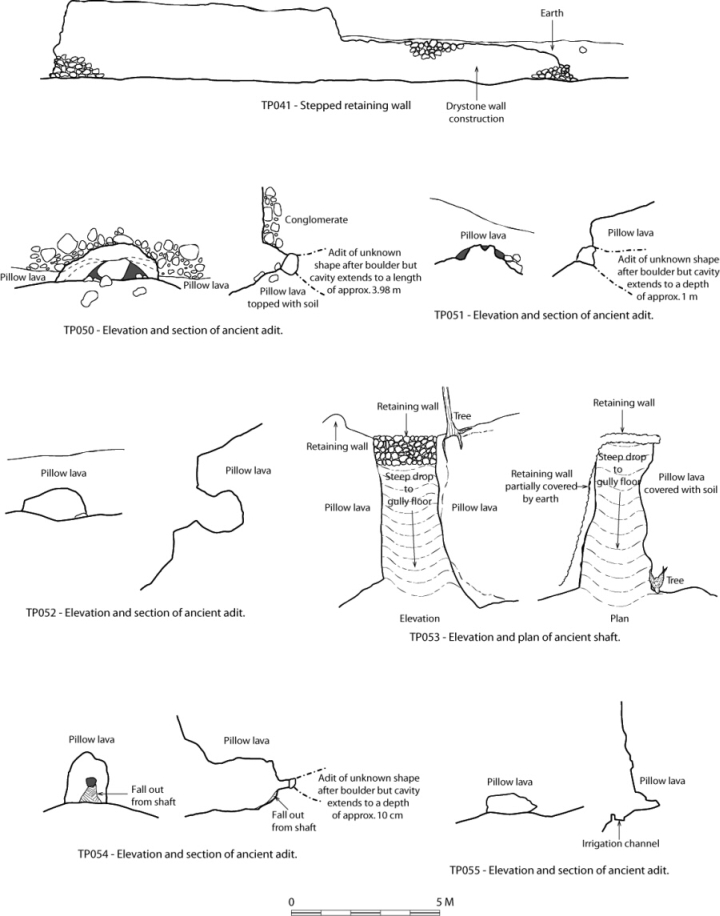 Earth
TP041 - Stepped retaining wall
Drystone wall
construction
Conglomerate
Pillow lava
Pillow lava
Adit of unknown
shape after boulder but
cavity extends to a length
of approx. 3.98 m
Pillow lava
topped with soil
TP050 - Elevation and section of ancient adit.
Pillow lava
Pillow lava
Adit of unknown shape
after boulder but cavity
extends to a depth
of approx. 1 m
TP051 - Elevation and section of ancient adit.
Pillow lava
Pillow lava
TP052 - Elevation and section of ancient adit.
Retaining wall
Tree
Retaining wall
Steep drop
to
gully floor
Pillow lava
Pillow lava
Elevation
Retaining wall
Steep drop
to
gully floor
Retaining wall
partially covered
by earth
Pillow lava
covered with soil
Tree
Plan
TP053 - Elevation and plan of ancient shaft.
Pillow lava
Fall out
from shaft
Pillow lava
Adit of unknown shape
after boulder but cavity
extends to a depth
of approx. 10 cm
Fall out
from shaft
TP054 - Elevation and section of ancient adit.
Pillow lava
Pillow lava
Irrigation channel
TP055 - Elevation and section of ancient adit.
0 5 M